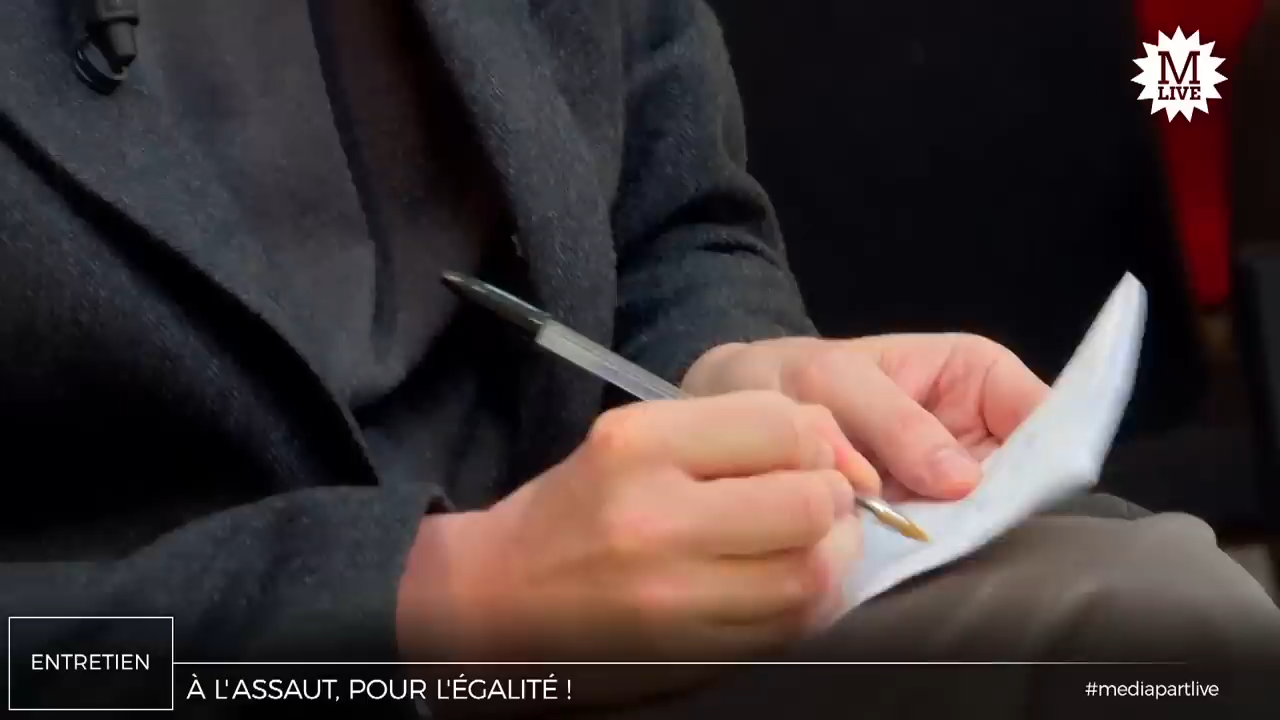 M
LIVE
ENTRETIEN
À L'ASSAUT, POUR L'ÉGALITÉ !
#mediapartlive